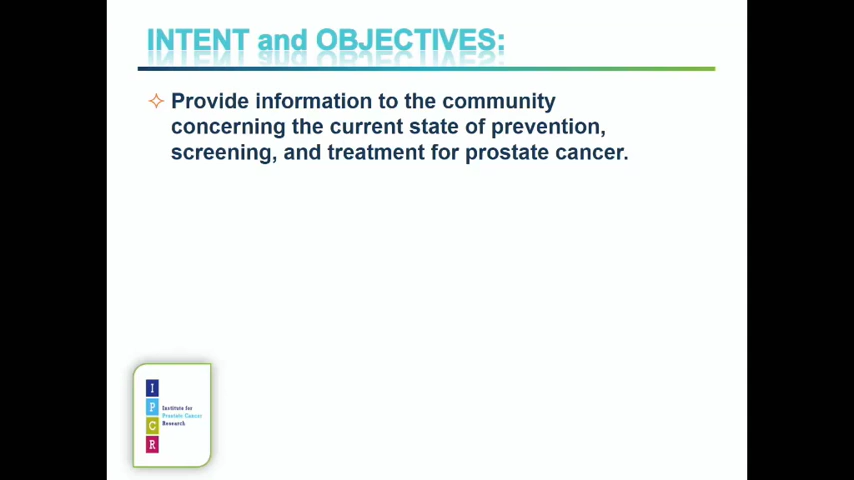 INTENT and OBJECTIVES:
Provide information to the community
concerning the current state of prevention,
screening, and treatment for prostate cancer.
I
P
C
R
Institute for
Prostate Cancer
Research